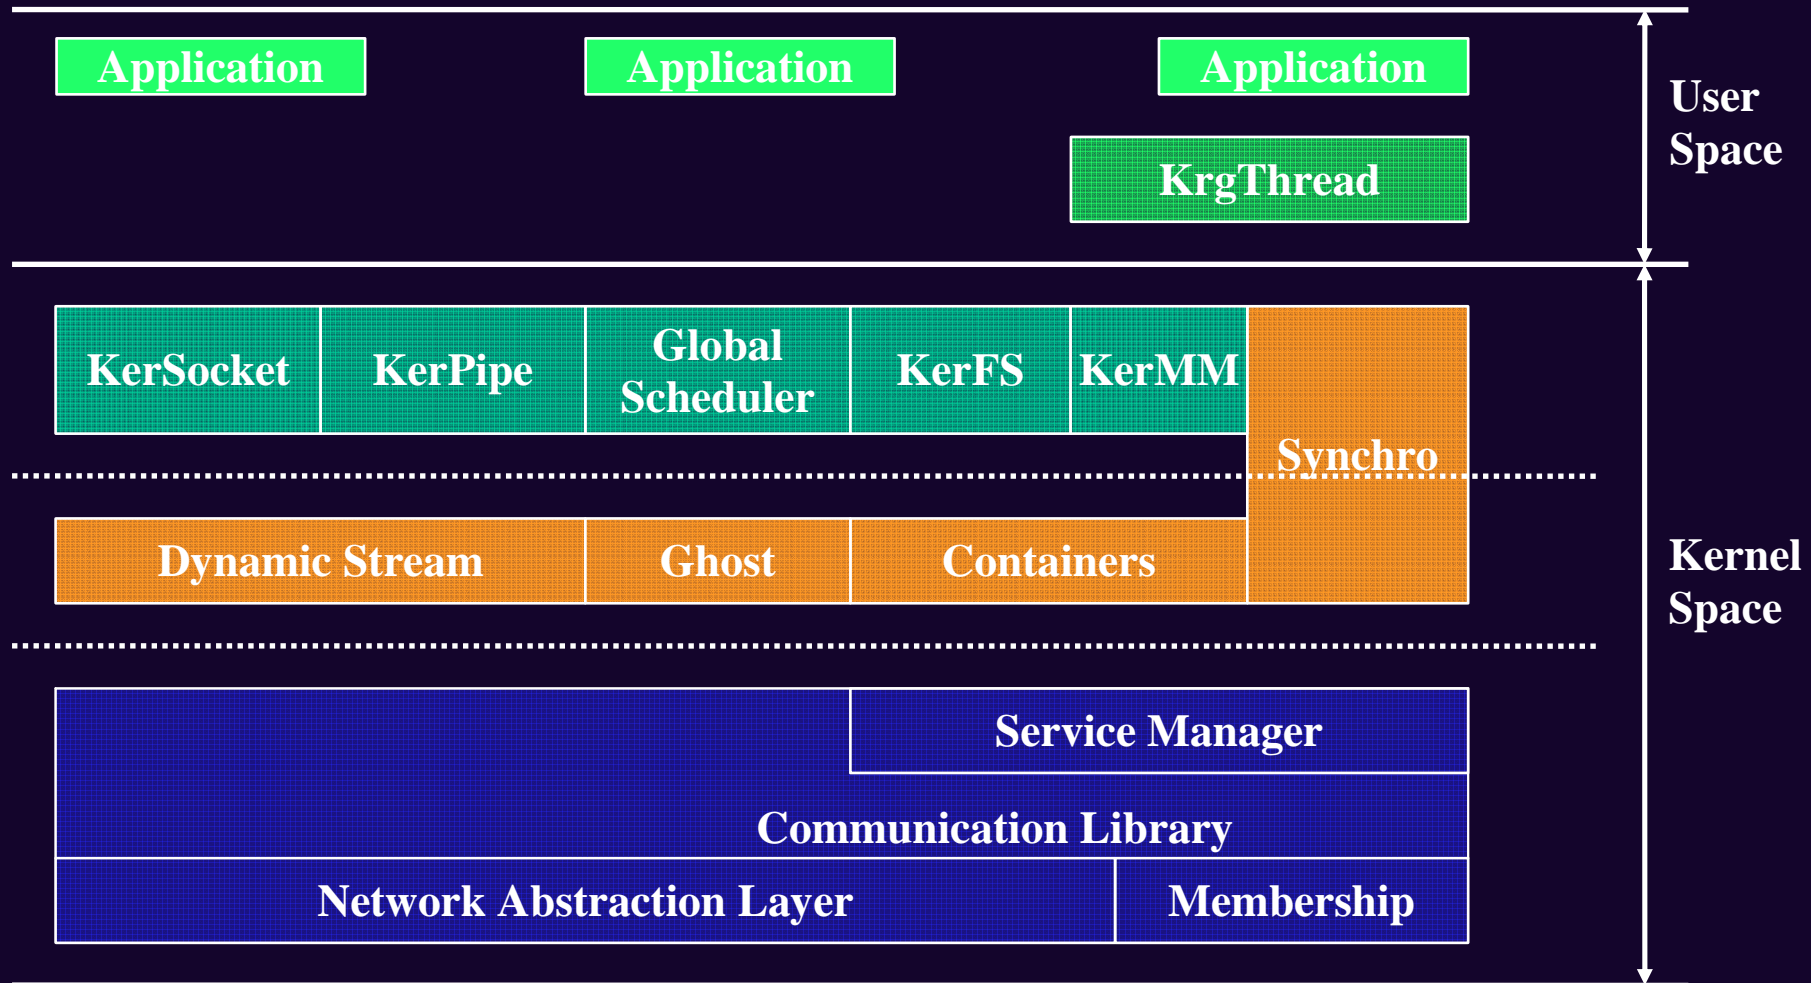 Application
Application
Application
User
Space
KrgThread
KerSocket
KerPipe
Global
Scheduler
KerFS
KerMM
Synchro
Dynamic Stream
Ghost
Containers
Kernel
Space
Service Manager
Communication Library
Network Abstraction Layer
Membership